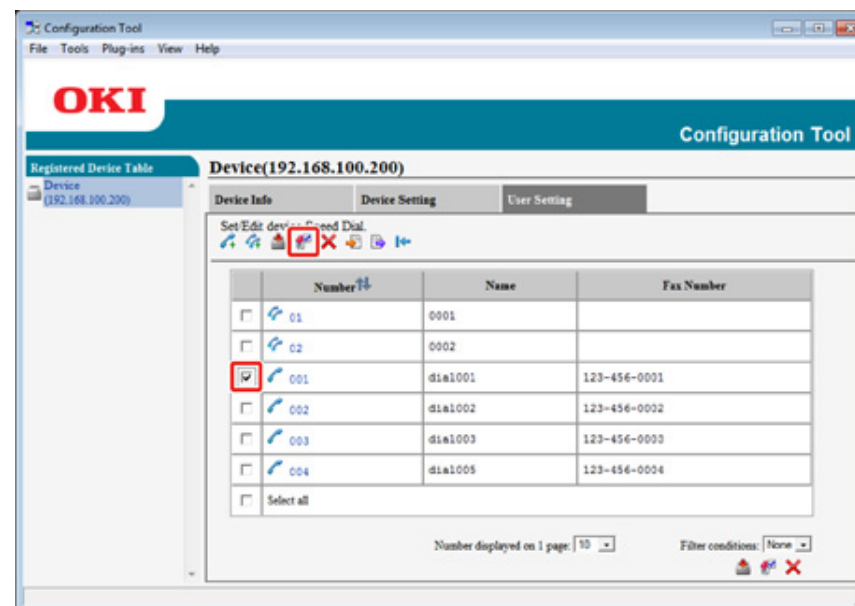 Configuration Tool
File Tools Plug-ins View Help
OKI
Configuration Tool
Registered Device Table
Device
(192.168.100.200)
Device(192.168.100.200)
Device Info Device Setting User Setting
Set/Edit device Speed Dial.
Number Name Fax Number
01 0001
02 0002
001 dial001 123-456-0001
002 dial002 123-456-0002
003 dial003 123-456-0003
004 dial005 123-456-0004
Select all
Number displayed on 1 page: 10 Filter conditions: None